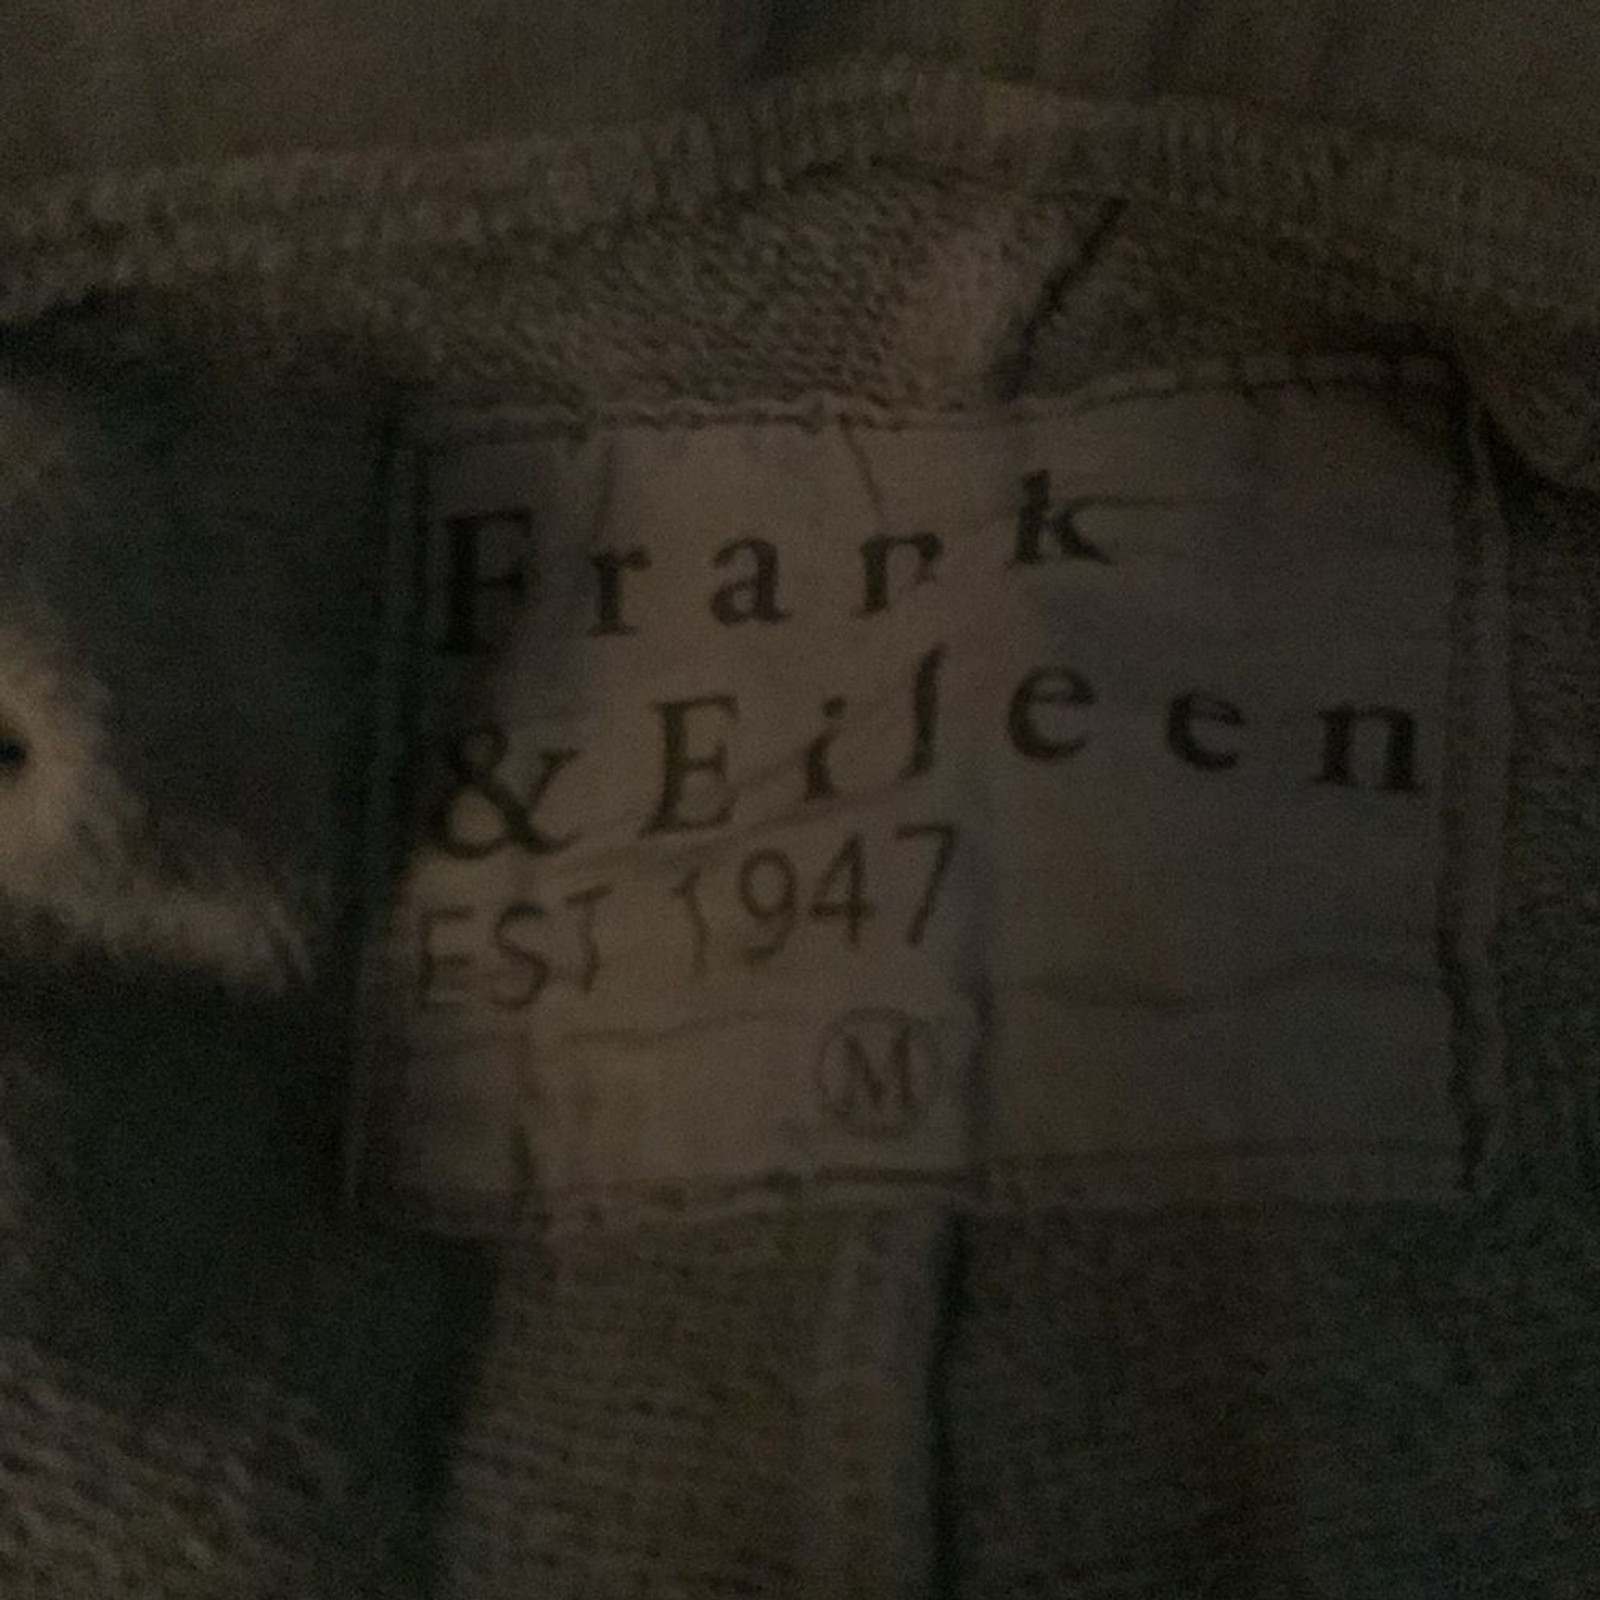 Frank
& Eileen
EST 1947
M